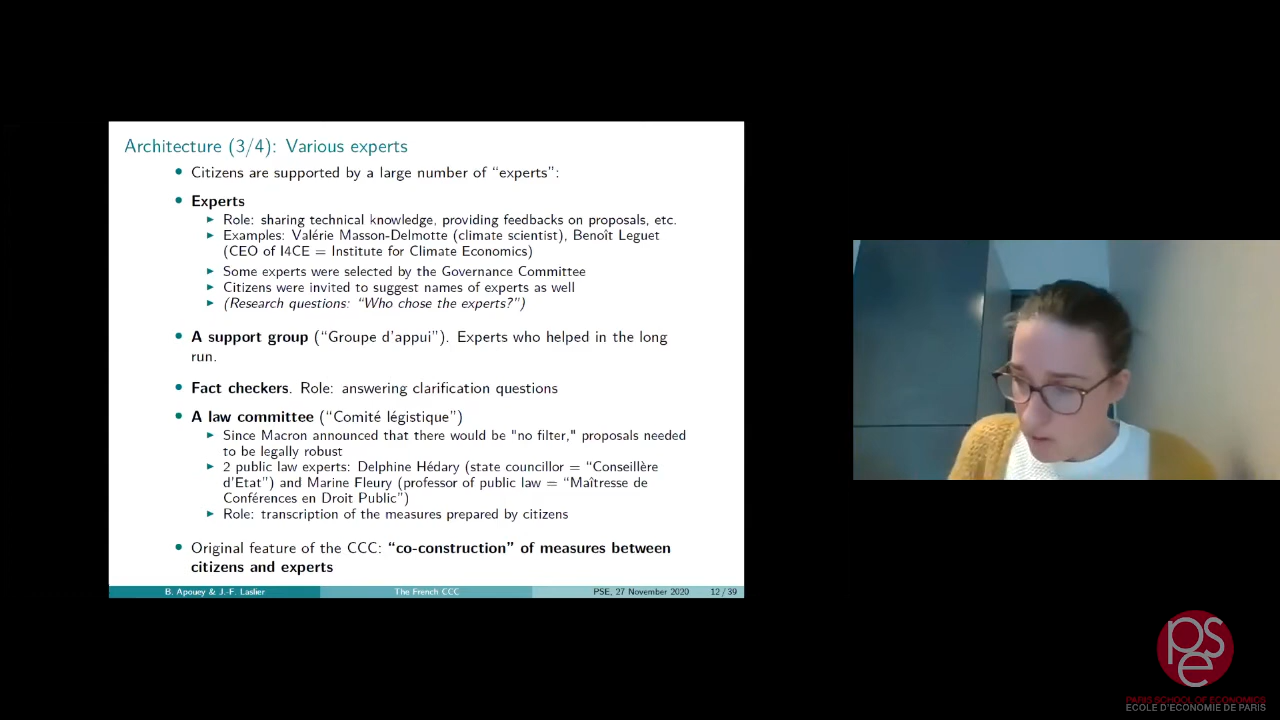 Architecture (3/4): Various experts
• Citizens are supported by a large number of “experts”:
• Experts
▶ Role: sharing technical knowledge, providing feedbacks on proposals, etc.
▶ Examples: Valérie Masson-Delmotte (climate scientist), Benoît Leguet
(CEO of I4CE = Institute for Climate Economics)
▶ Some experts were selected by the Governance Committee
▶ Citizens were invited to suggest names of experts as well
▶ (Research questions: “Who chose the experts?”)
• A support group (“Groupe d’appui”). Experts who helped in the long
run.
• Fact checkers. Role: answering clarification questions
• A law committee (“Comité légistique”)
▶ Since Macron announced that there would be "no filter," proposals needed
to be legally robust
▶ 2 public law experts: Delphine Hédary (state councillor = “Conseillère
d’Etat”) and Marine Fleury (professor of public law = “Maîtresse de
Conférences en Droit Public”)
▶ Role: transcription of the measures prepared by citizens
• Original feature of the CCC: “co-construction” of measures between
citizens and experts
B. Apouey & J.-F. Laslier The French CCC PSE, 27 November 2020 12 / 39
pse
PARIS SCHOOL OF ECONOMICS
ECOLE D'ECONOMIE DE PARIS